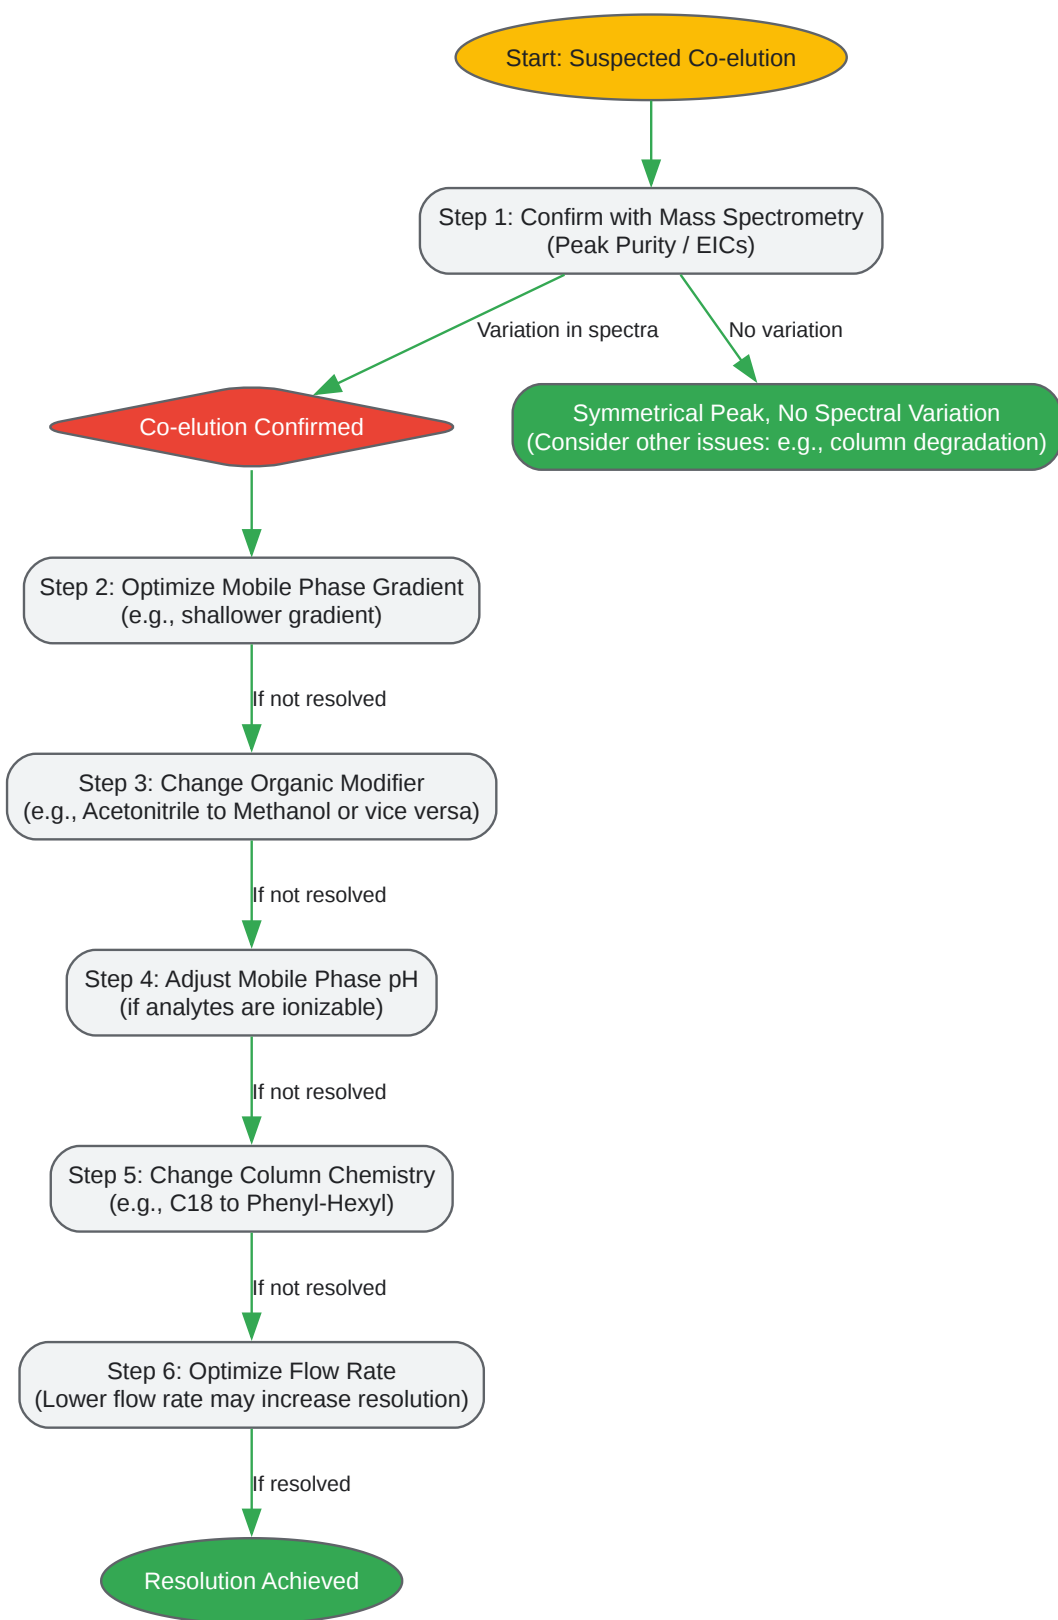 Start: Suspected Co-elution
Step 1: Confirm with Mass Spectrometry
(Peak Purity / EICs)
Variation in spectra
No variation
Co-elution Confirmed
Symmetrical Peak, No Spectral Variation
(Consider other issues: e.g., column degradation)
Step 2: Optimize Mobile Phase Gradient
(e.g., shallower gradient)
If not resolved
Step 3: Change Organic Modifier
(e.g., Acetonitrile to Methanol or vice versa)
If not resolved
Step 4: Adjust Mobile Phase pH
(if analytes are ionizable)
If not resolved
Step 5: Change Column Chemistry
(e.g., C18 to Phenyl-Hexyl)
If not resolved
Step 6: Optimize Flow Rate
(Lower flow rate may increase resolution)
If resolved
Resolution Achieved